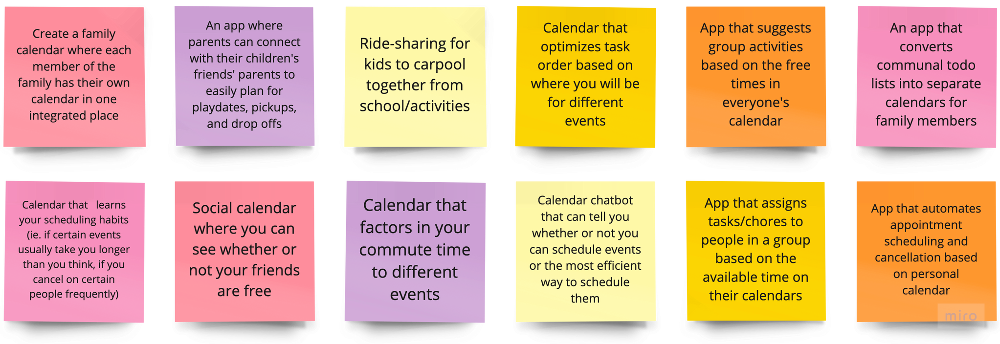 Create a family
calendar where each
member of the
family has their own
calendar in one
integrated place
An app where
parents can connect
with their children's
friends' parents to
easily plan for
playdates, pickups,
and drop offs
Ride-sharing for
kids to carpool
together from
school/activities
Calendar that
optimizes task
order based on
where you will be
for different
events
App that suggests
group activities
based on the free
times in
everyone's
calendar
An app that
converts
communal todo
lists into separate
calendars for
family members
Calendar that learns
your scheduling habits
(ie. if certain events
usually take you longer
than you think, if you
cancel on certain
people frequently)
Social calendar
where you can
see whether or
not your friends
are free
Calendar that
factors in your
commute time
to different
events
Calendar chatbot
that can tell you
whether or not you
can schedule events
or the most efficient
way to schedule
them
App that assigns
tasks/chores to
people in a group
based on the
available time on
their calendars
App that automates
appointment
scheduling and
cancellation based
on personal
calendar
miro